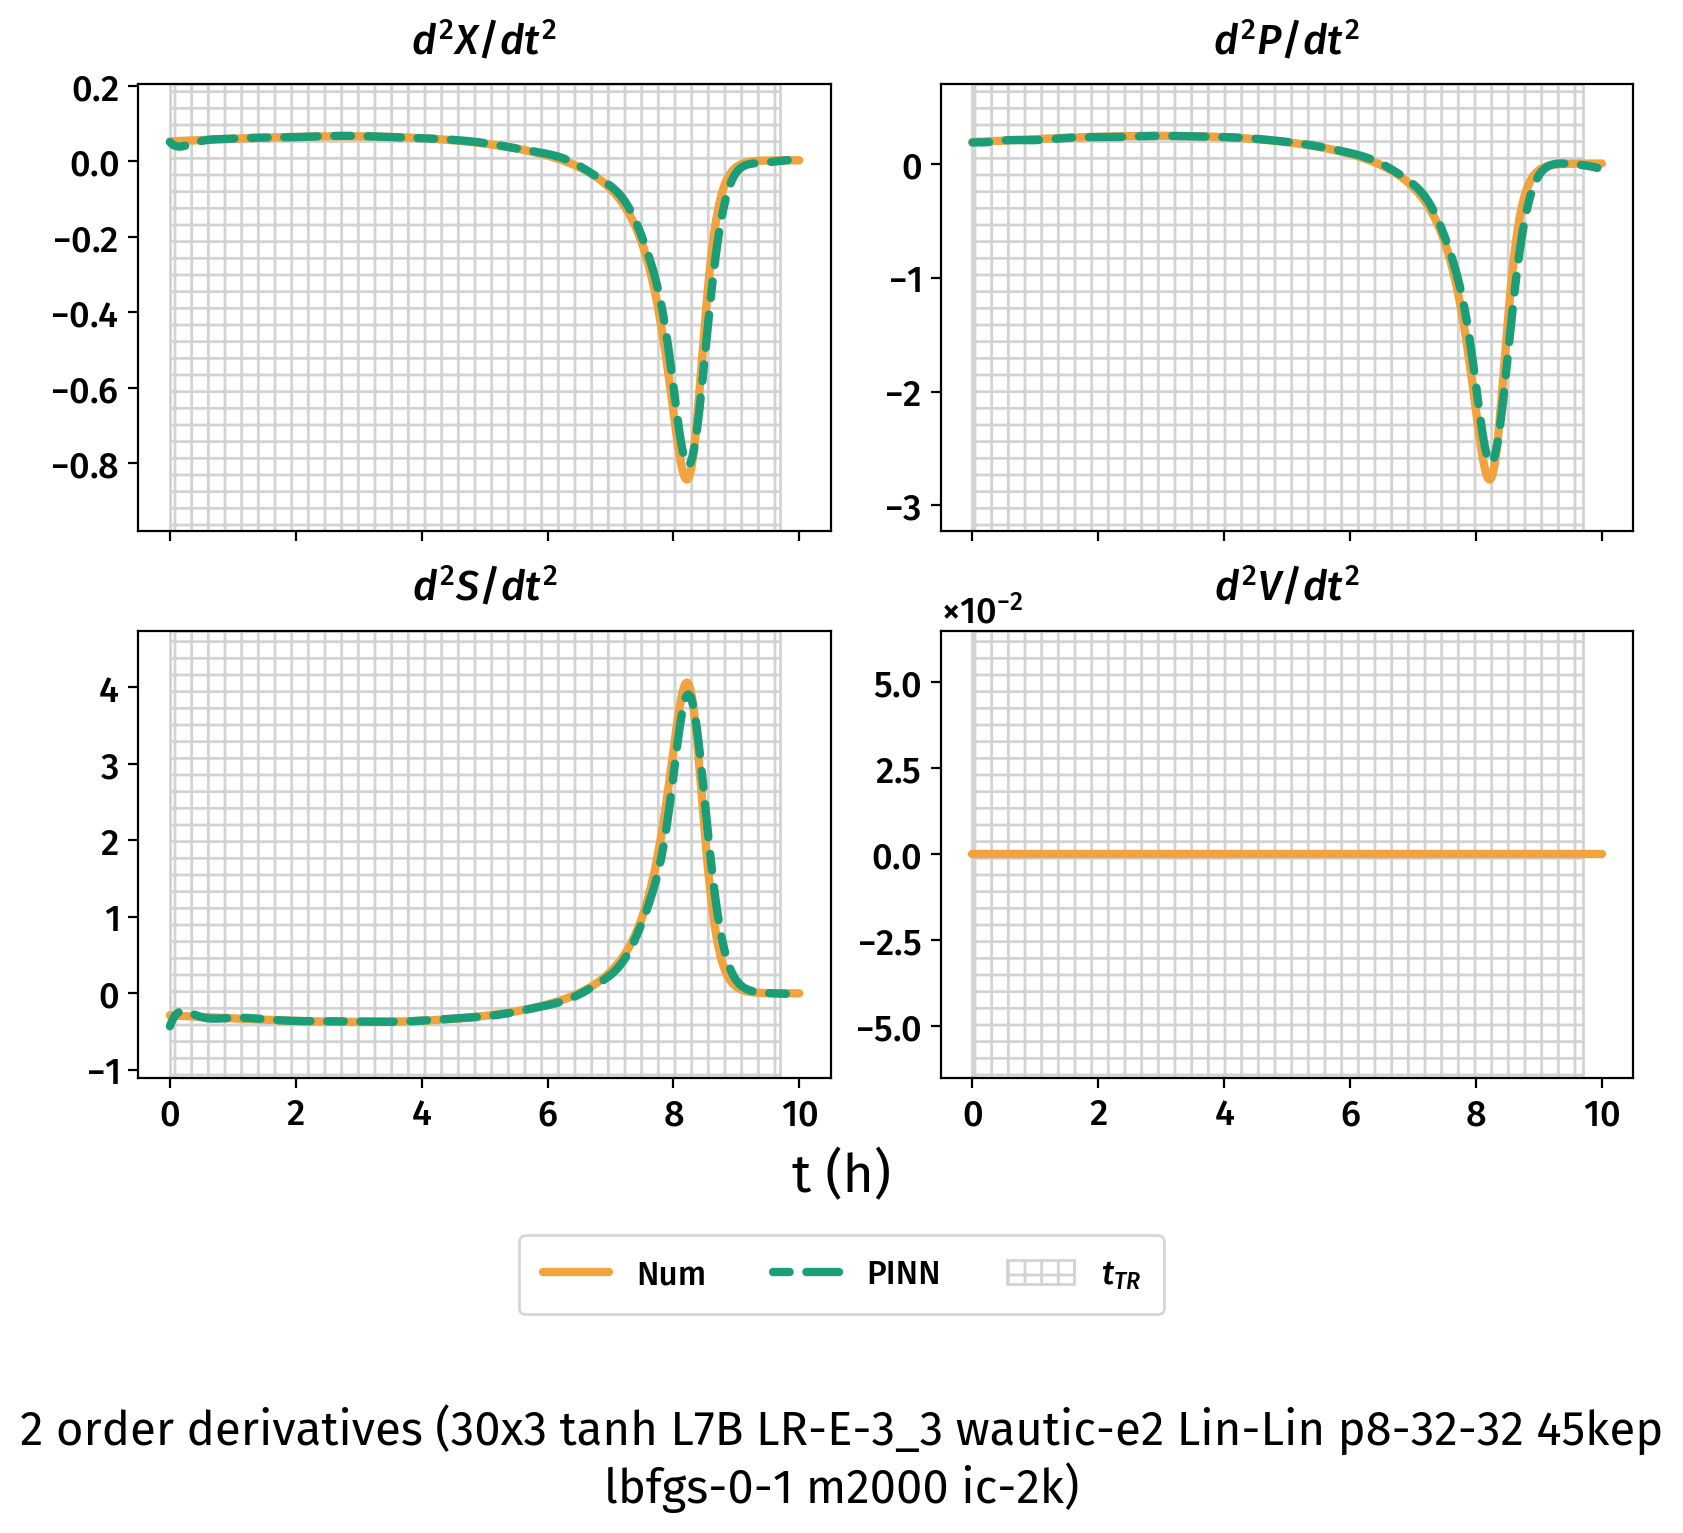 d²X/dt²
d²P/dt²
0.2
0.0
−0.2
−0.4
−0.6
−0.8
0
−1
−2
−3
d²S/dt²
d²V/dt²
×10⁻²
4
3
2
1
0
−1
5.0
2.5
0.0
−2.5
−5.0
0 2 4 6 8 10
0 2 4 6 8 10
t (h)
Num PINN t_TR
2 order derivatives (30x3 tanh L7B LR-E-3_3 wautic-e2 Lin-Lin p8-32-32 45kep
lbfgs-0-1 m2000 ic-2k)